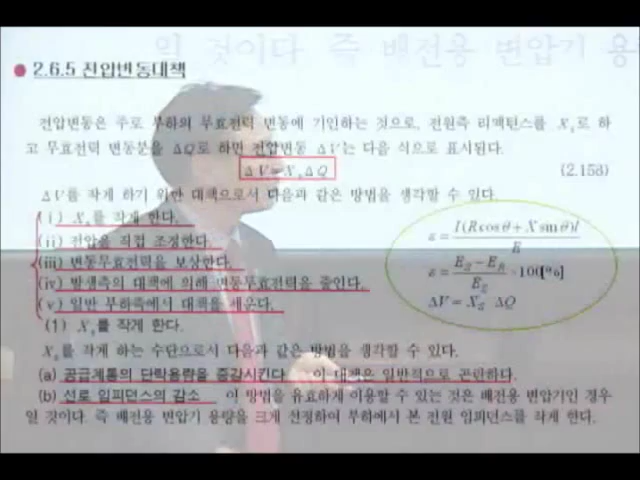 일 것이다. 즉 배전용 변압기 용
2.6.5 전압변동대책
전압변동은 주로 부하의 무효전력 변동에 기인하는 것으로, 전원측 리액턴스를 X_s로 하
고 무효전력 변동분을 ΔQ로 하면 전압변동 ΔV는 다음 식으로 표시된다.
ΔV = X_s ΔQ (2.158)
ΔV를 작게 하기 위한 대책으로서 다음과 같은 방법을 생각할 수 있다.
(i) X_s를 작게 한다.
(ii) 전압을 직접 조정한다.
(iii) 변동무효전력을 보상한다.
(iv) 발생측의 대책에 의해 변동무효전력을 줄인다.
(v) 일반 부하측에서 대책을 세운다.
ε = I(R cos θ + X sin θ)l / E
ε = E_S − E_R / E_S · 100[%]
ΔV = X_S ΔQ
(1) X_s를 작게 한다.
X_s를 작게 하는 수단으로서 다음과 같은 방법을 생각할 수 있다.
(a) 공급계통의 단락용량을 증감시킨다 이 대책은 일반적으로 곤란하다.
(b) 선로 임피던스의 감소 이 방법을 유효하게 이용할 수 있는 것은 배전용 변압기인 경우
일 것이다. 즉 배전용 변압기 용량을 크게 선정하여 부하에서 본 전원 임피던스를 작게 한다.